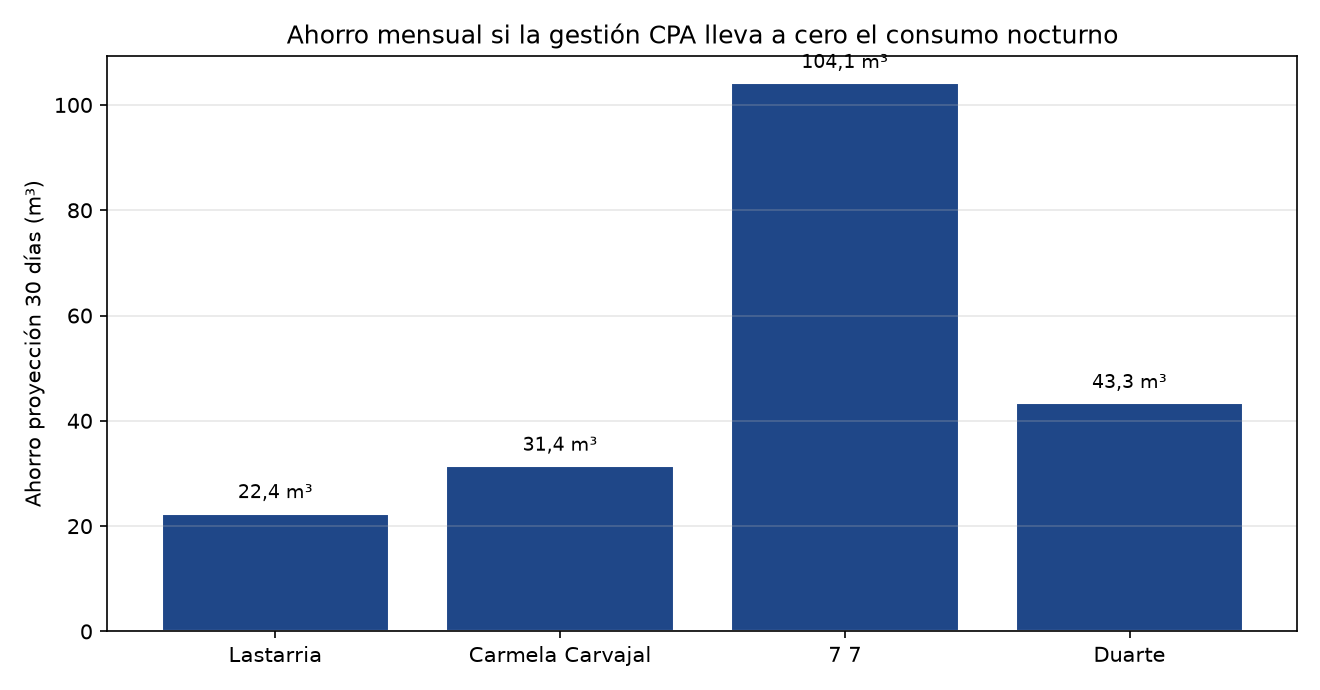 Ahorro mensual si la gestión CPA lleva a cero el consumo nocturno
104,1 m³
100
80
60
40
20
0
Ahorro proyección 30 días (m³)
43,3 m³
31,4 m³
22,4 m³
Lastarria
Carmela Carvajal
7 7
Duarte